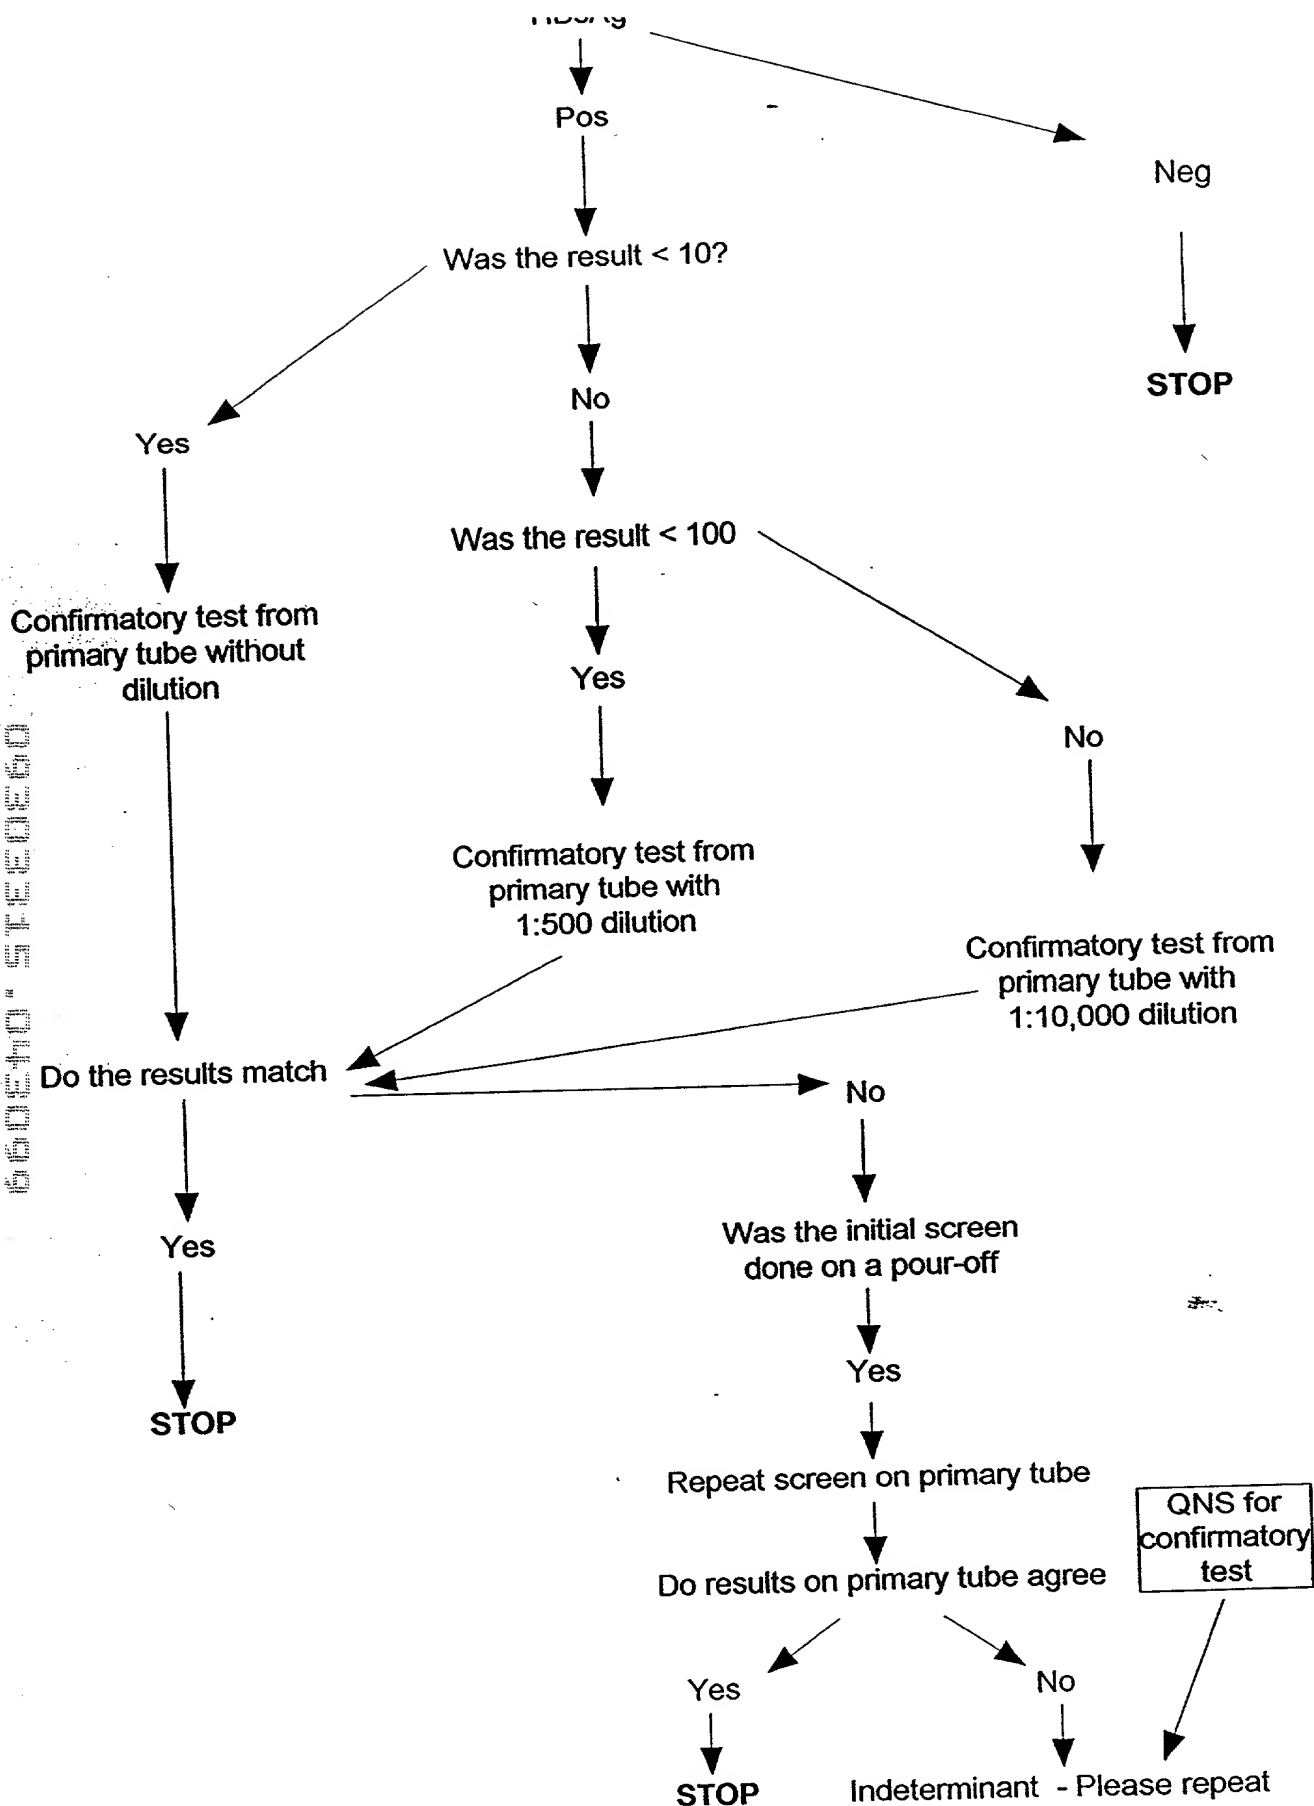 HBsAg
Pos
Neg
Was the result < 10?
STOP
No
Yes
Was the result < 100
Confirmatory test from
primary tube without
dilution
Yes
No
Confirmatory test from
primary tube with
1:500 dilution
Confirmatory test from
primary tube with
1:10,000 dilution
Do the results match
No
Yes
Was the initial screen
done on a pour-off
Yes
STOP
Repeat screen on primary tube
QNS for
confirmatory
test
Do results on primary tube agree
Yes
No
STOP
Indeterminant - Please repeat